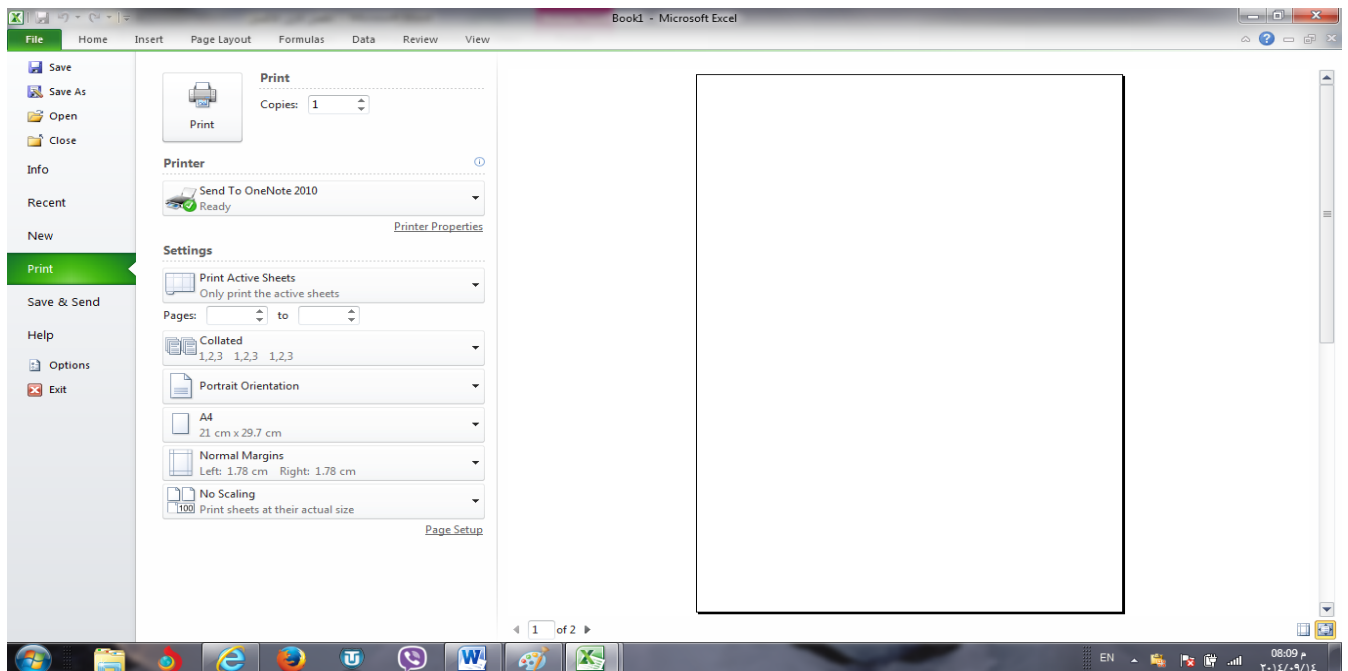 Book1 - Microsoft Excel
File Home Insert Page Layout Formulas Data Review View
Save
Save As
Open
Close
Info
Recent
New
Print
Save & Send
Help
Options
Exit
Print
Print
Copies: 1
Printer
Send To OneNote 2010
Ready
Printer Properties
Settings
Print Active Sheets
Only print the active sheets
Pages: to
Collated
1,2,3 1,2,3 1,2,3
Portrait Orientation
A4
21 cm x 29.7 cm
Normal Margins
Left: 1.78 cm Right: 1.78 cm
No Scaling
100 Print sheets at their actual size
Page Setup
1 of 2
EN
08:09 م
٢٠١٤/٠٩/١٤